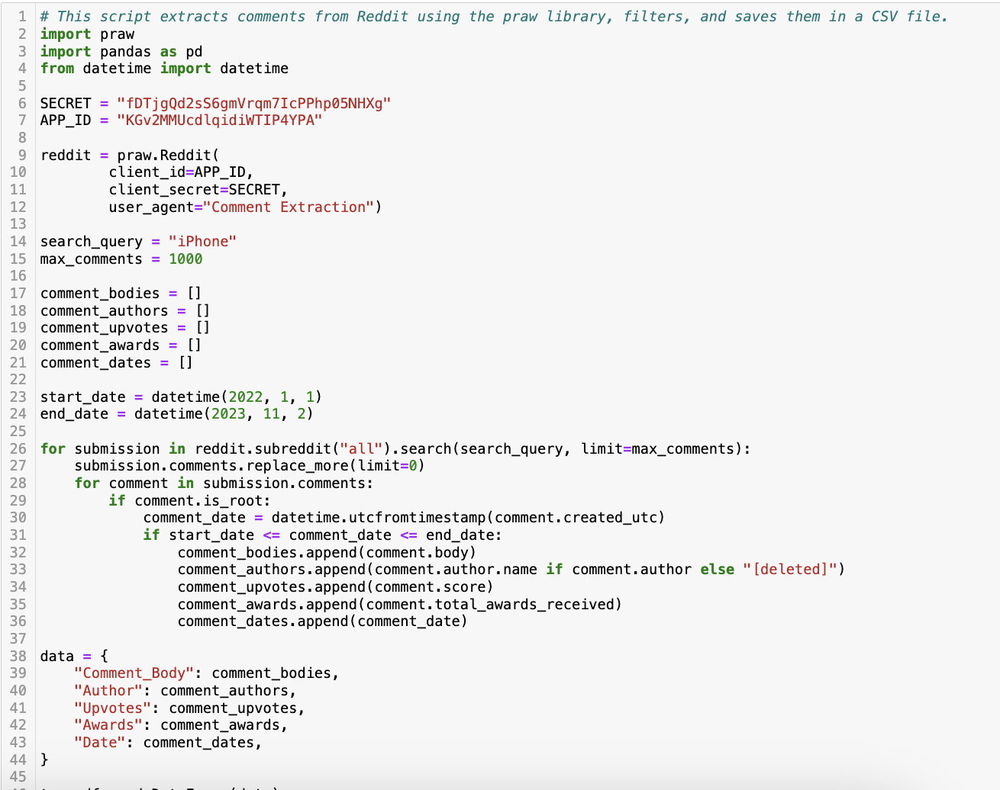 1 # This script extracts comments from Reddit using the praw library, filters, and saves them in a CSV file.
2 import praw
3 import pandas as pd
4 from datetime import datetime
5
6 SECRET = "fDTjgQd2sS6gmVrqm7IcPPhp05NHXg"
7 APP_ID = "KGv2MMUcdlqidiWTIP4YPA"
8
9 reddit = praw.Reddit(
10         client_id=APP_ID,
11         client_secret=SECRET,
12         user_agent="Comment Extraction")
13
14 search_query = "iPhone"
15 max_comments = 1000
16
17 comment_bodies = []
18 comment_authors = []
19 comment_upvotes = []
20 comment_awards = []
21 comment_dates = []
22
23 start_date = datetime(2022, 1, 1)
24 end_date = datetime(2023, 11, 2)
25
26 for submission in reddit.subreddit("all").search(search_query, limit=max_comments):
27     submission.comments.replace_more(limit=0)
28     for comment in submission.comments:
29         if comment.is_root:
30             comment_date = datetime.utcfromtimestamp(comment.created_utc)
31             if start_date <= comment_date <= end_date:
32                 comment_bodies.append(comment.body)
33                 comment_authors.append(comment.author.name if comment.author else "[deleted]")
34                 comment_upvotes.append(comment.score)
35                 comment_awards.append(comment.total_awards_received)
36                 comment_dates.append(comment_date)
37
38 data = {
39     "Comment_Body": comment_bodies,
40     "Author": comment_authors,
41     "Upvotes": comment_upvotes,
42     "Awards": comment_awards,
43     "Date": comment_dates,
44 }
45